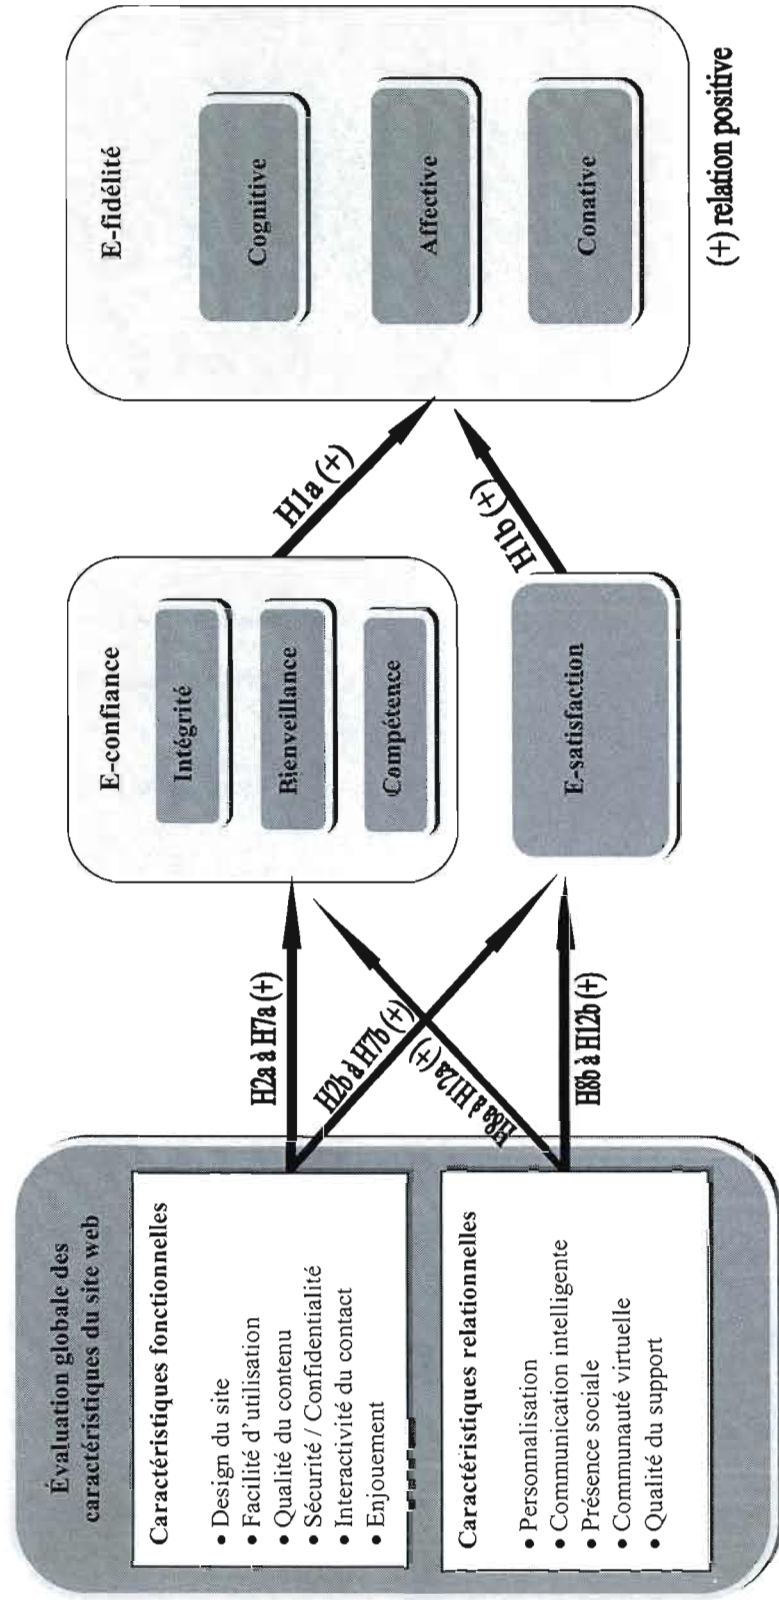 Évaluation globale des
caractéristiques du site web
Caractéristiques fonctionnelles
• Design du site
• Facilité d'utilisation
• Qualité du contenu
• Sécurité / Confidentialité
• Interactivité du contact
• Enjouement
Caractéristiques relationnelles
• Personnalisation
• Communication intelligente
• Présence sociale
• Communauté virtuelle
• Qualité du support
H2a à H7a (+)
H2b à H7b (+)
H8a à H12a (+)
H8b à H12b (+)
E-confiance
Intégrité
Bienveillance
Compétence
E-satisfaction
H1a (+)
H1b (+)
E-fidélité
Cognitive
Affective
Conative
(+) relation positive